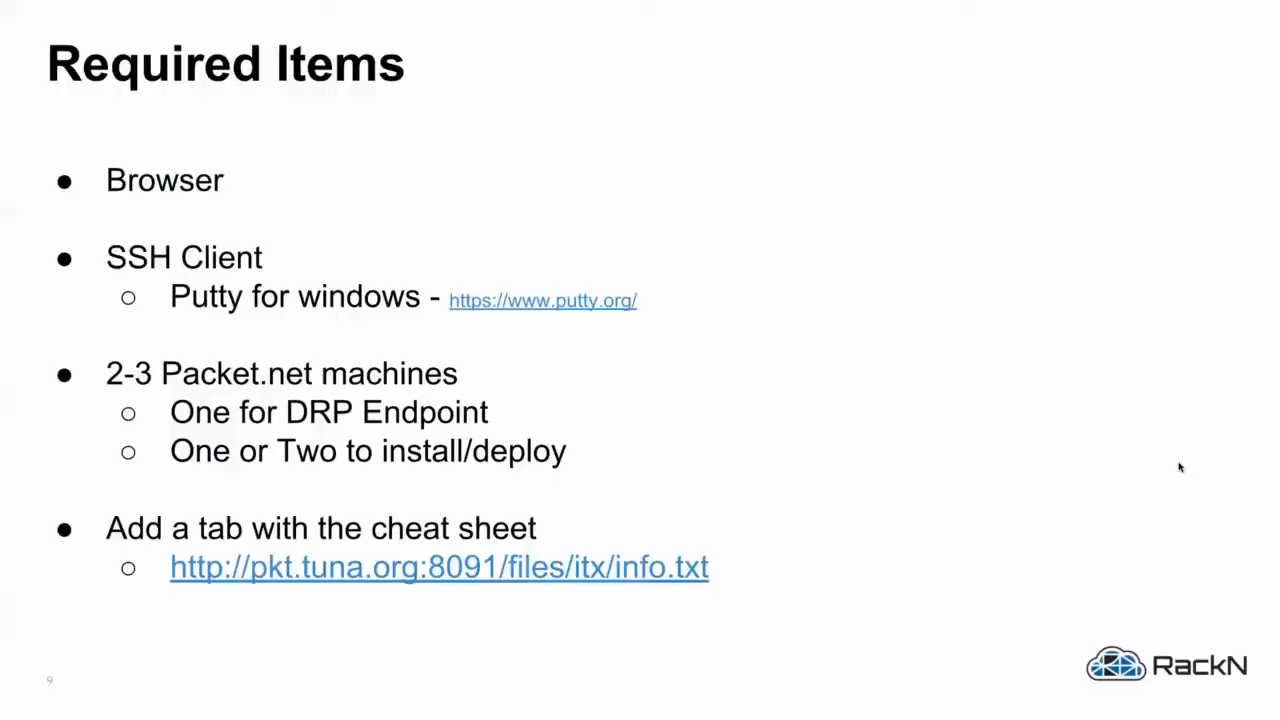 Required Items
● Browser
● SSH Client
○ Putty for windows - https://www.putty.org/
● 2-3 Packet.net machines
○ One for DRP Endpoint
○ One or Two to install/deploy
● Add a tab with the cheat sheet
○ http://pkt.tuna.org:8091/files/itx/info.txt
9
RackN